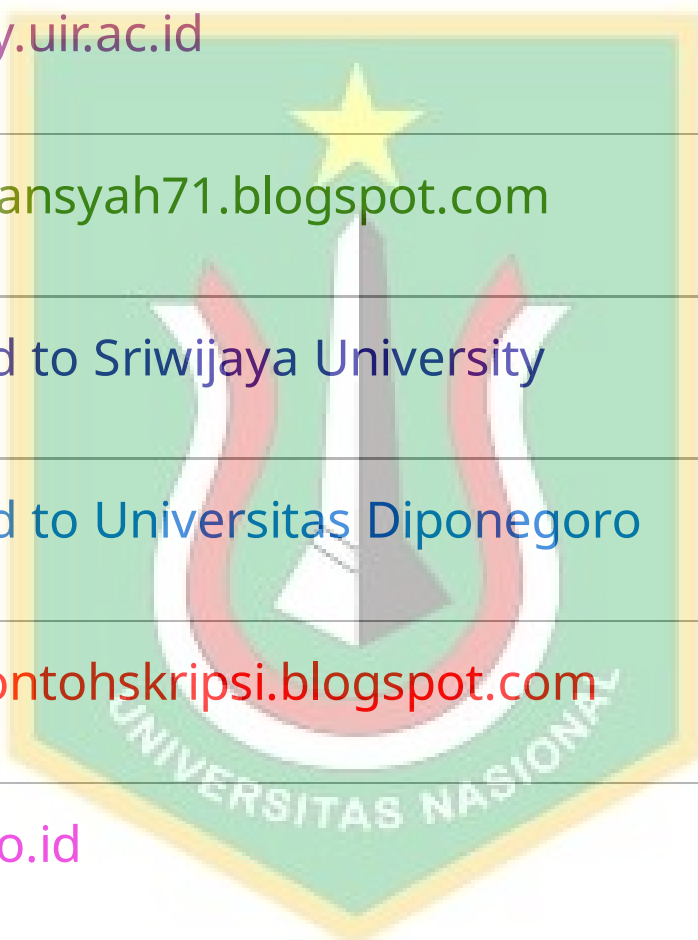 y.uir.ac.id
ansyah71.blogspot.com
d to Sriwijaya University
d to Universitas Diponegoro
ontohskripsi.blogspot.com
UNIVERSITAS NASIONAL
o.id